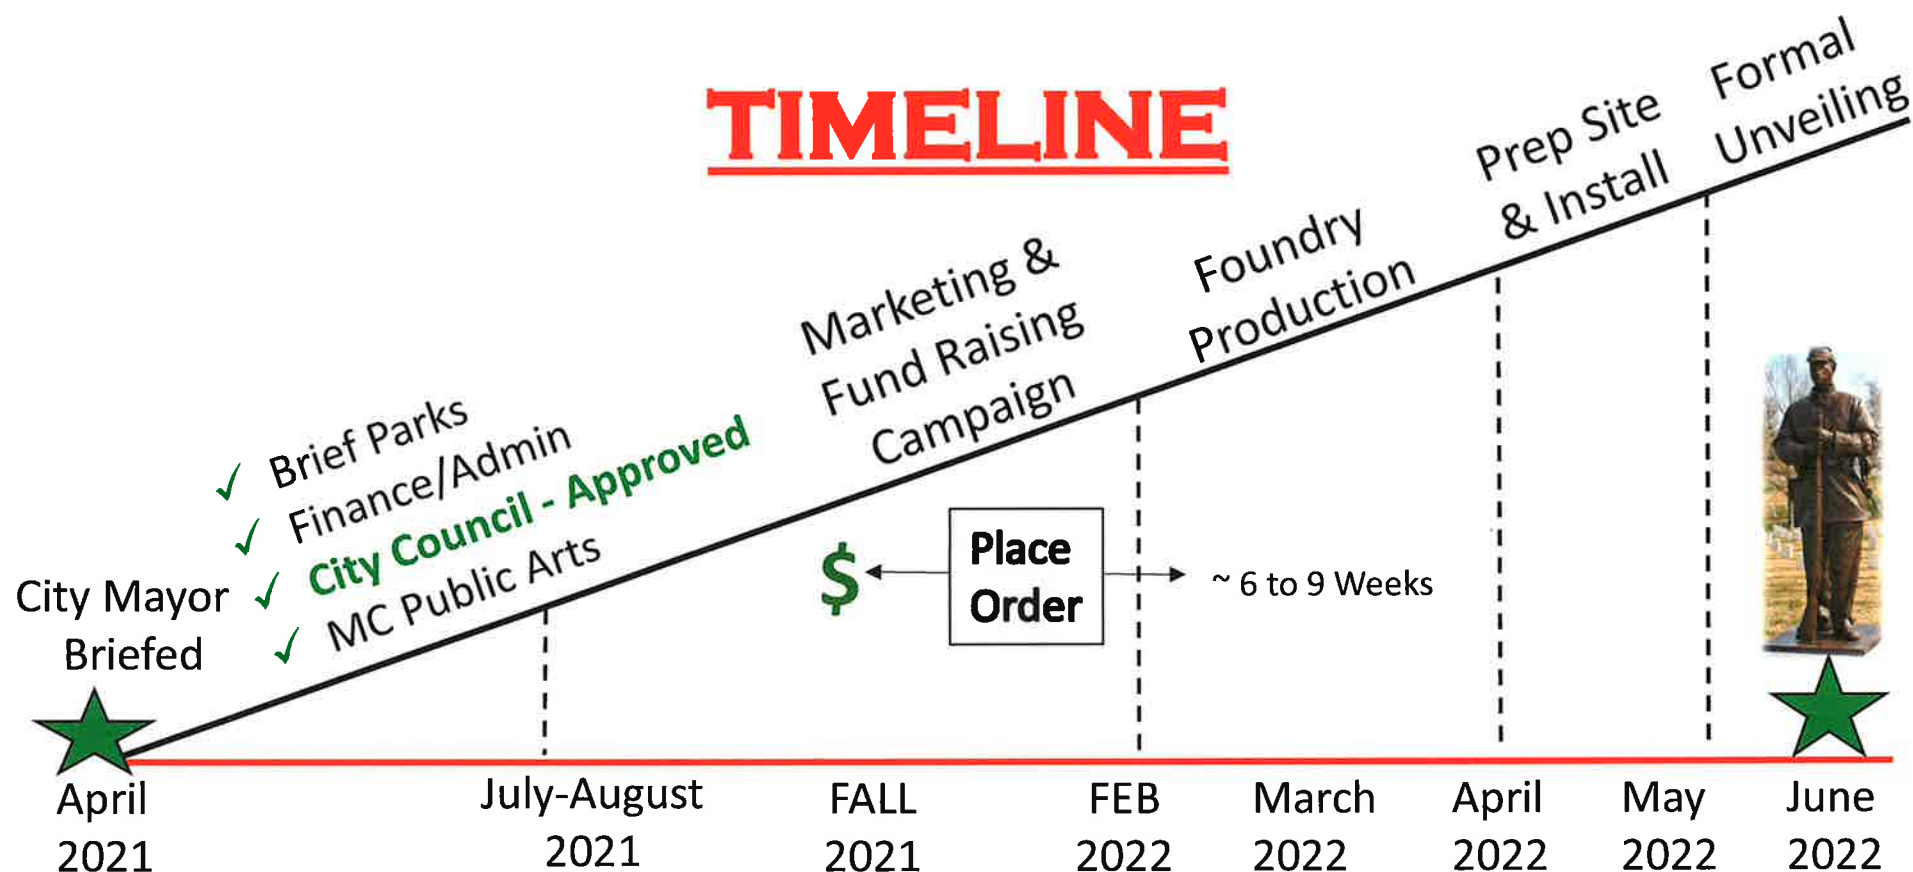 TIMELINE
City Mayor
Briefed
✓ Brief Parks
✓ Finance/Admin
✓ City Council - Approved
✓ MC Public Arts
Marketing &
Fund Raising
Campaign
Foundry
Production
Prep Site
& Install
Formal
Unveiling
$
Place
Order
~ 6 to 9 Weeks
April
2021
July-August
2021
FALL
2021
FEB
2022
March
2022
April
2022
May
2022
June
2022